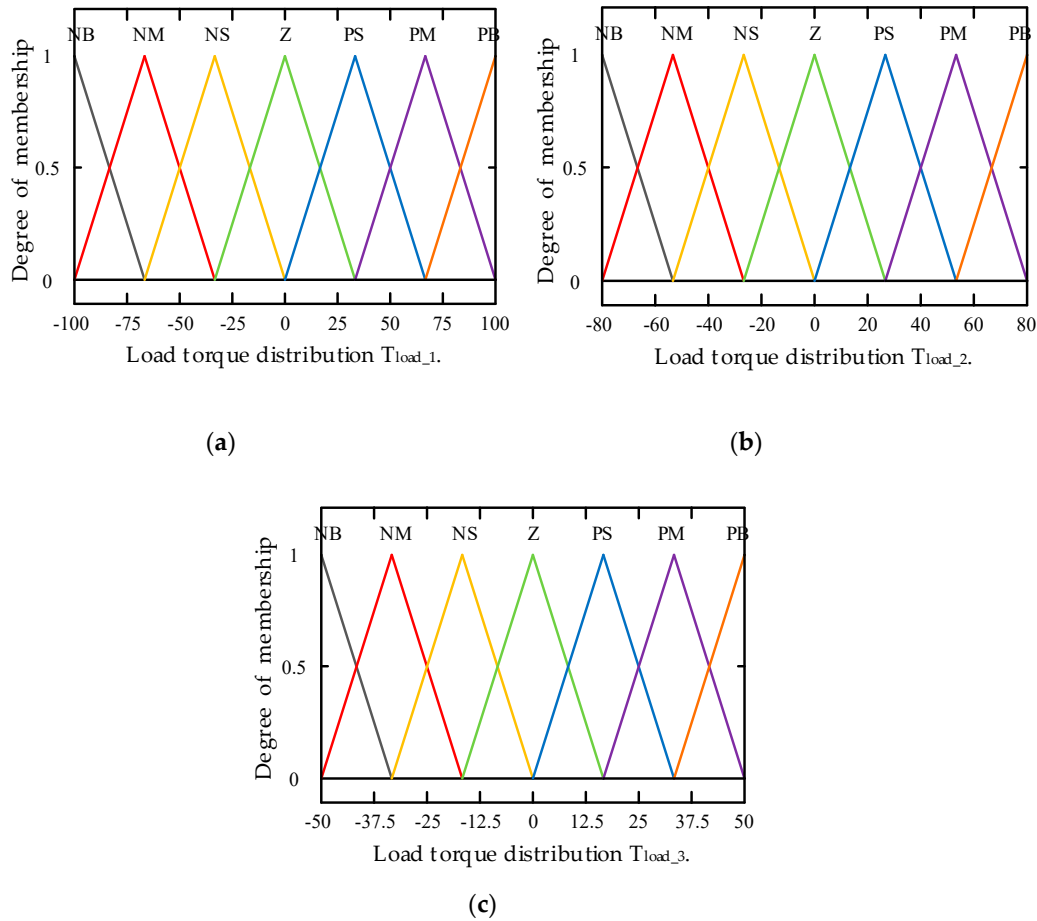 NB NM NS Z PS PM PB
Degree of membership
1
0.5
0
-100 -75 -50 -25 0 25 50 75 100
Load torque distribution Tload_1.
(a)
NB NM NS Z PS PM PB
Degree of membership
1
0.5
0
-80 -60 -40 -20 0 20 40 60 80
Load torque distribution Tload_2.
(b)
NB NM NS Z PS PM PB
Degree of membership
1
0.5
0
-50 -37.5 -25 -12.5 0 12.5 25 37.5 50
Load torque distribution Tload_3.
(c)